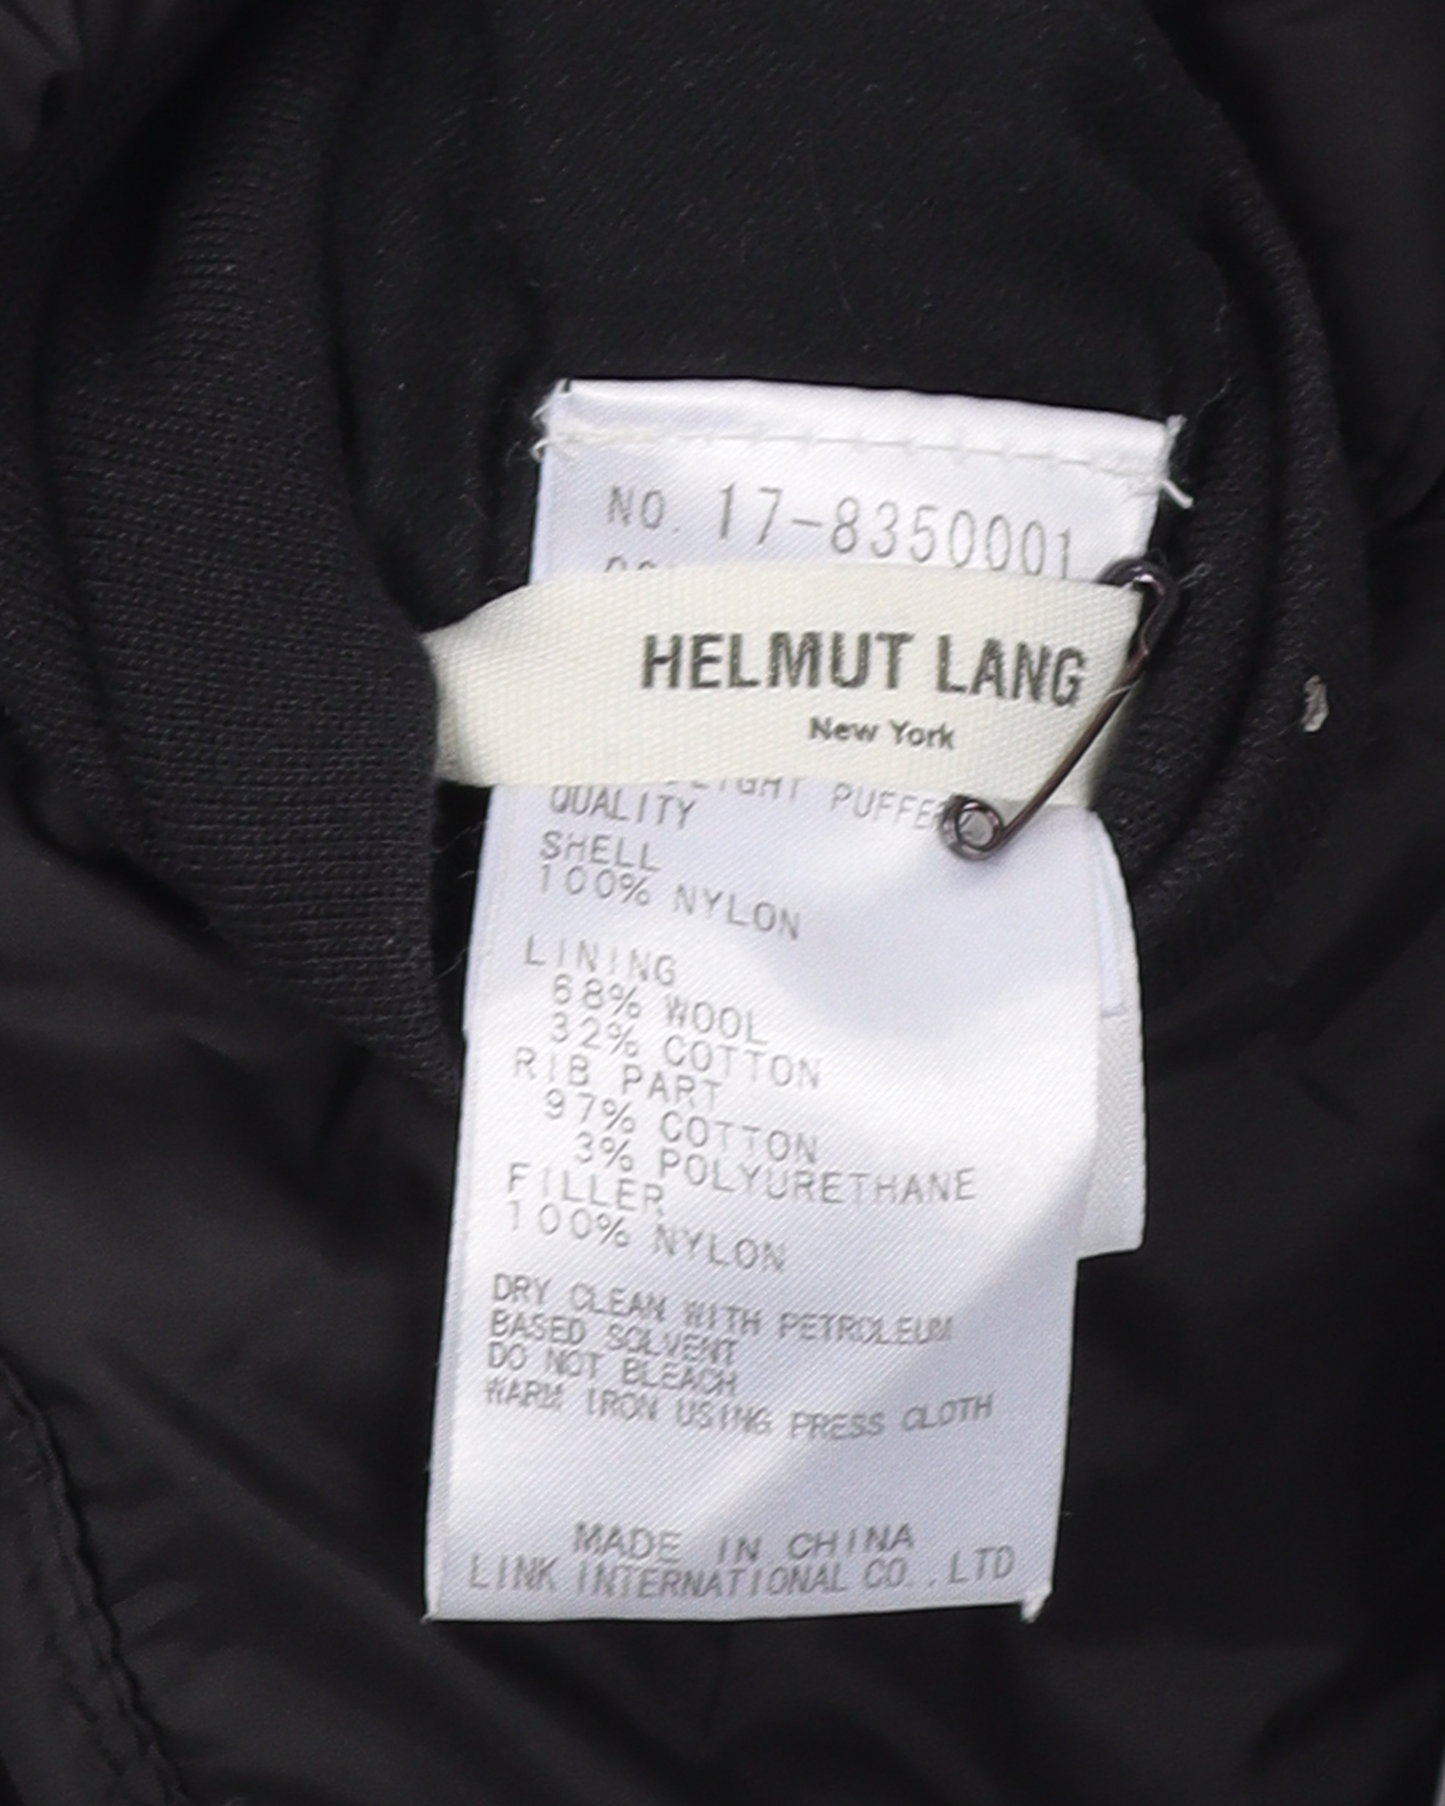 NO. 17-8350001
HELMUT LANG
New York
PUFFER
QUALITY
SHELL
100% NYLON
LINING
68% WOOL
32% COTTON
RIB PART
97% COTTON
3% POLYURETHANE
FILLER
100% NYLON
DRY CLEAN WITH PETROLEUM
BASED SOLVENT
DO NOT BLEACH
WARM IRON USING PRESS CLOTH
MADE IN CHINA
LINK INTERNATIONAL CO.,LTD